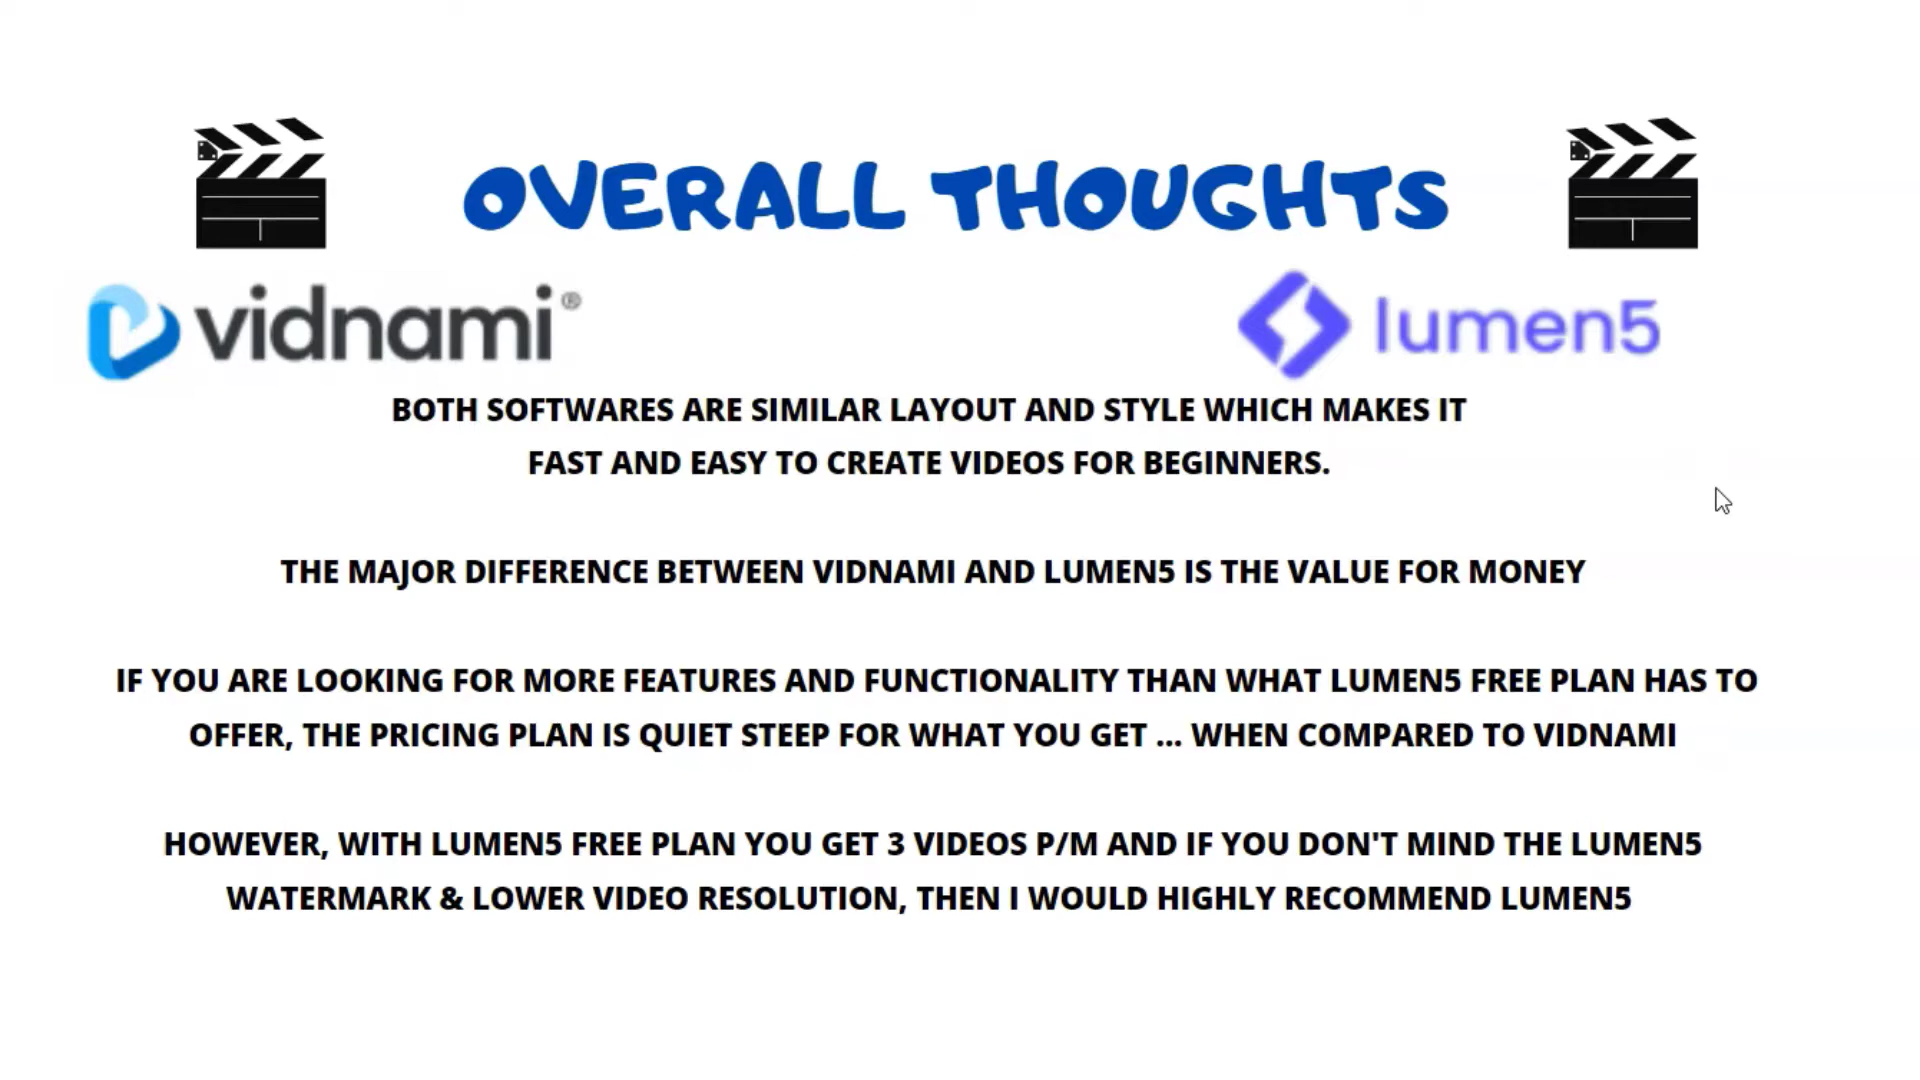 OVERALL THOUGHTS
vidnami®
lumen5
BOTH SOFTWARES ARE SIMILAR LAYOUT AND STYLE WHICH MAKES IT
FAST AND EASY TO CREATE VIDEOS FOR BEGINNERS.
THE MAJOR DIFFERENCE BETWEEN VIDNAMI AND LUMEN5 IS THE VALUE FOR MONEY
IF YOU ARE LOOKING FOR MORE FEATURES AND FUNCTIONALITY THAN WHAT LUMEN5 FREE PLAN HAS TO
OFFER, THE PRICING PLAN IS QUIET STEEP FOR WHAT YOU GET ... WHEN COMPARED TO VIDNAMI
HOWEVER, WITH LUMEN5 FREE PLAN YOU GET 3 VIDEOS P/M AND IF YOU DON'T MIND THE LUMEN5
WATERMARK & LOWER VIDEO RESOLUTION, THEN I WOULD HIGHLY RECOMMEND LUMEN5